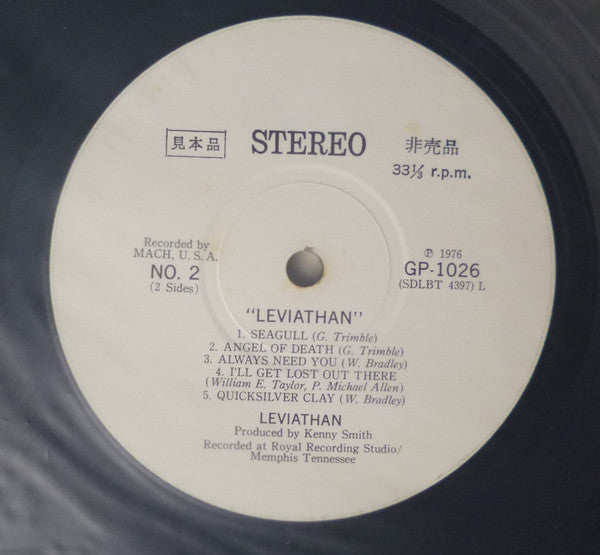 見本品 STEREO 非売品
33⅓ r.p.m.
Recorded by
MACH, U. S. A.
NO. 2
(2 Sides)
℗ 1976
GP-1026
(SDLBT 4397) L
"LEVIATHAN"
1. SEAGULL (G. Trimble)
2. ANGEL OF DEATH (G. Trimble)
3. ALWAYS NEED YOU (W. Bradley)
4. I'LL GET LOST OUT THERE
(William E. Taylor, P. Michael Allen)
5. QUICKSILVER CLAY (W. Bradley)
LEVIATHAN
Produced by Kenny Smith
Recorded at Royal Recording Studio/
Memphis Tennessee